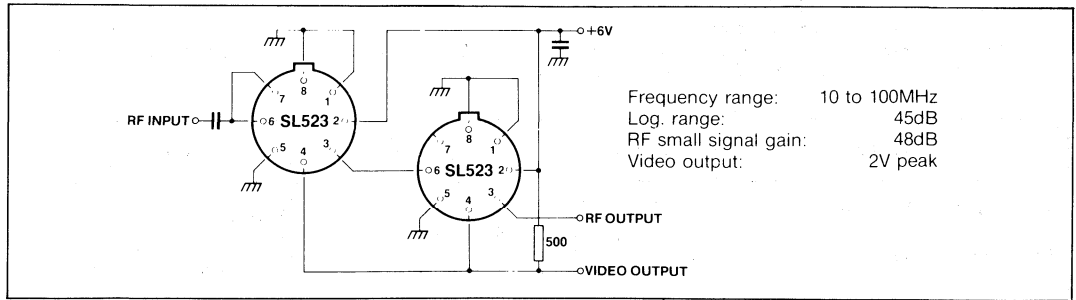 +6V
8
7
1
RF INPUT
6 SL523 2
5
3
4
8
7
1
6 SL523 2
5
3
4
RF OUTPUT
500
VIDEO OUTPUT
Frequency range: 10 to 100MHz
Log. range: 45dB
RF small signal gain: 48dB
Video output: 2V peak